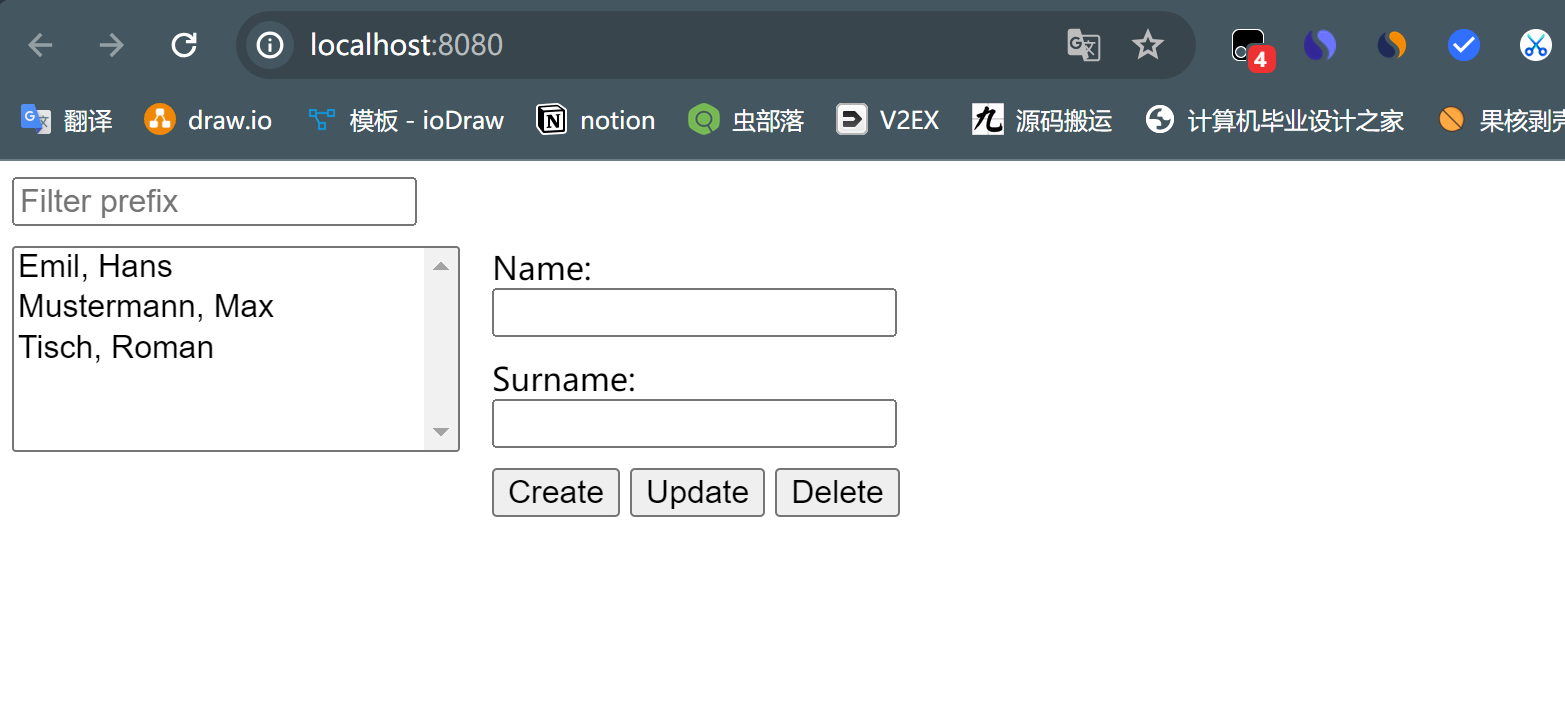 localhost:8080
4
翻译 draw.io 模板 - ioDraw notion 虫部落 V2EX 源码搬运 计算机毕业设计之家 果核剥壳
Filter prefix
Emil, Hans
Mustermann, Max
Tisch, Roman
Name:
Surname:
Create Update Delete